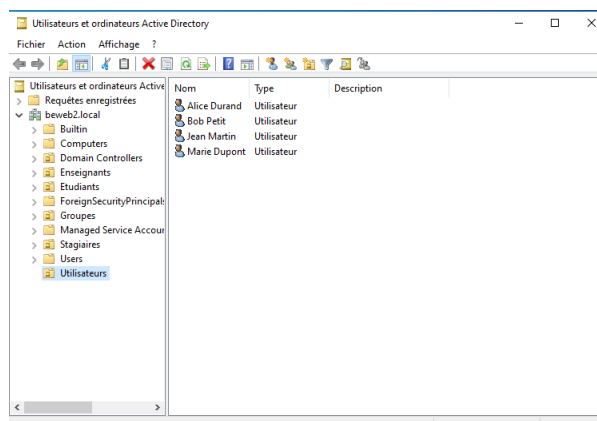 Utilisateurs et ordinateurs Active Directory
Fichier Action Affichage ?
Utilisateurs et ordinateurs Active
Requêtes enregistrées
beweb2.local
Builtin
Computers
Domain Controllers
Enseignants
Etudiants
ForeignSecurityPrincipals
Groupes
Managed Service Accour
Stagiaires
Users
Utilisateurs
Nom Type Description
Alice Durand Utilisateur
Bob Petit Utilisateur
Jean Martin Utilisateur
Marie Dupont Utilisateur